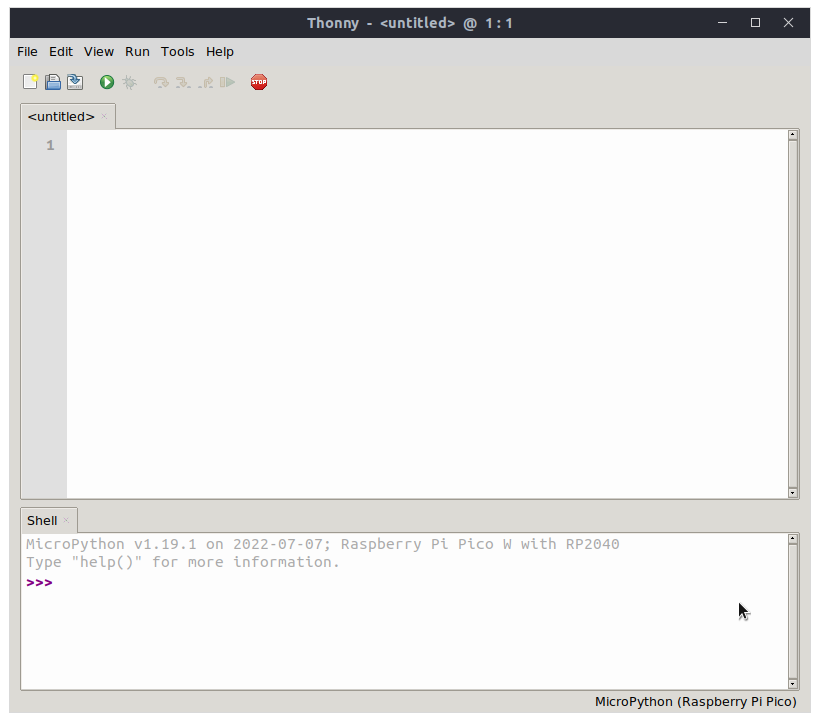 Thonny - <untitled> @ 1 : 1
File Edit View Run Tools Help
STOP
<untitled>
1
Shell
MicroPython v1.19.1 on 2022-07-07; Raspberry Pi Pico W with RP2040
Type "help()" for more information.
>>>
MicroPython (Raspberry Pi Pico)